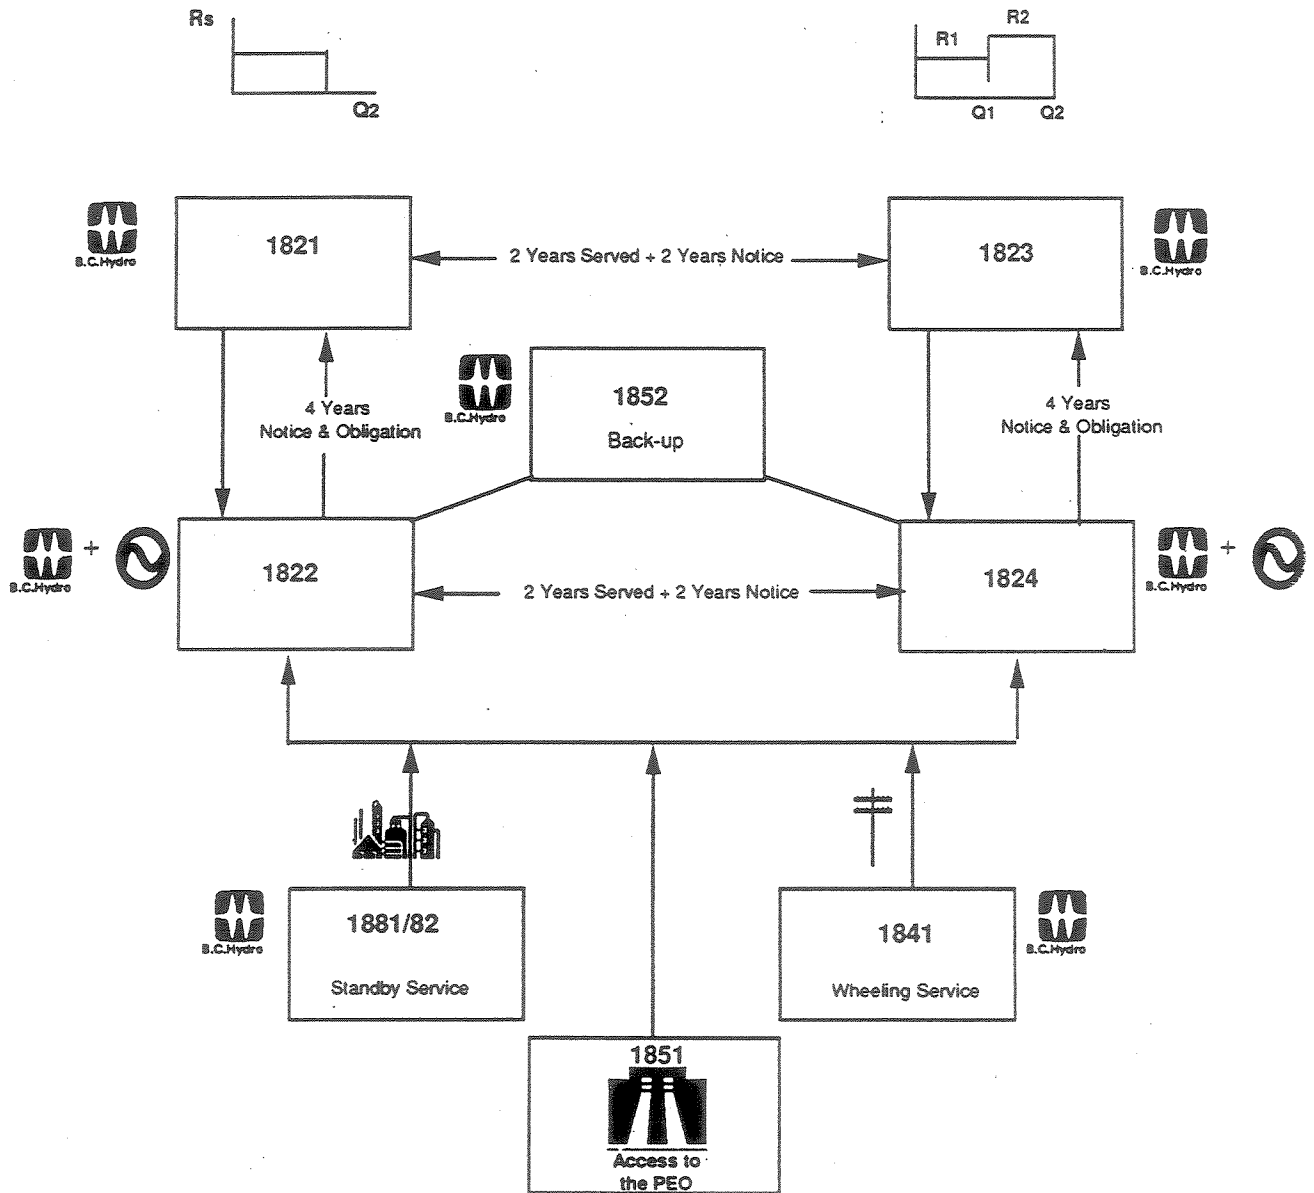 Rs
R2
R1
Q2
Q1 Q2
1821
1823
B.C.Hydro
B.C.Hydro
2 Years Served + 2 Years Notice
1852
Back-up
B.C.Hydro
4 Years
Notice & Obligation
4 Years
Notice & Obligation
+
+
B.C.Hydro
B.C.Hydro
1822
1824
2 Years Served + 2 Years Notice
1881/82
1841
B.C.Hydro
B.C.Hydro
Standby Service
Wheeling Service
1851
Access to
the PEO